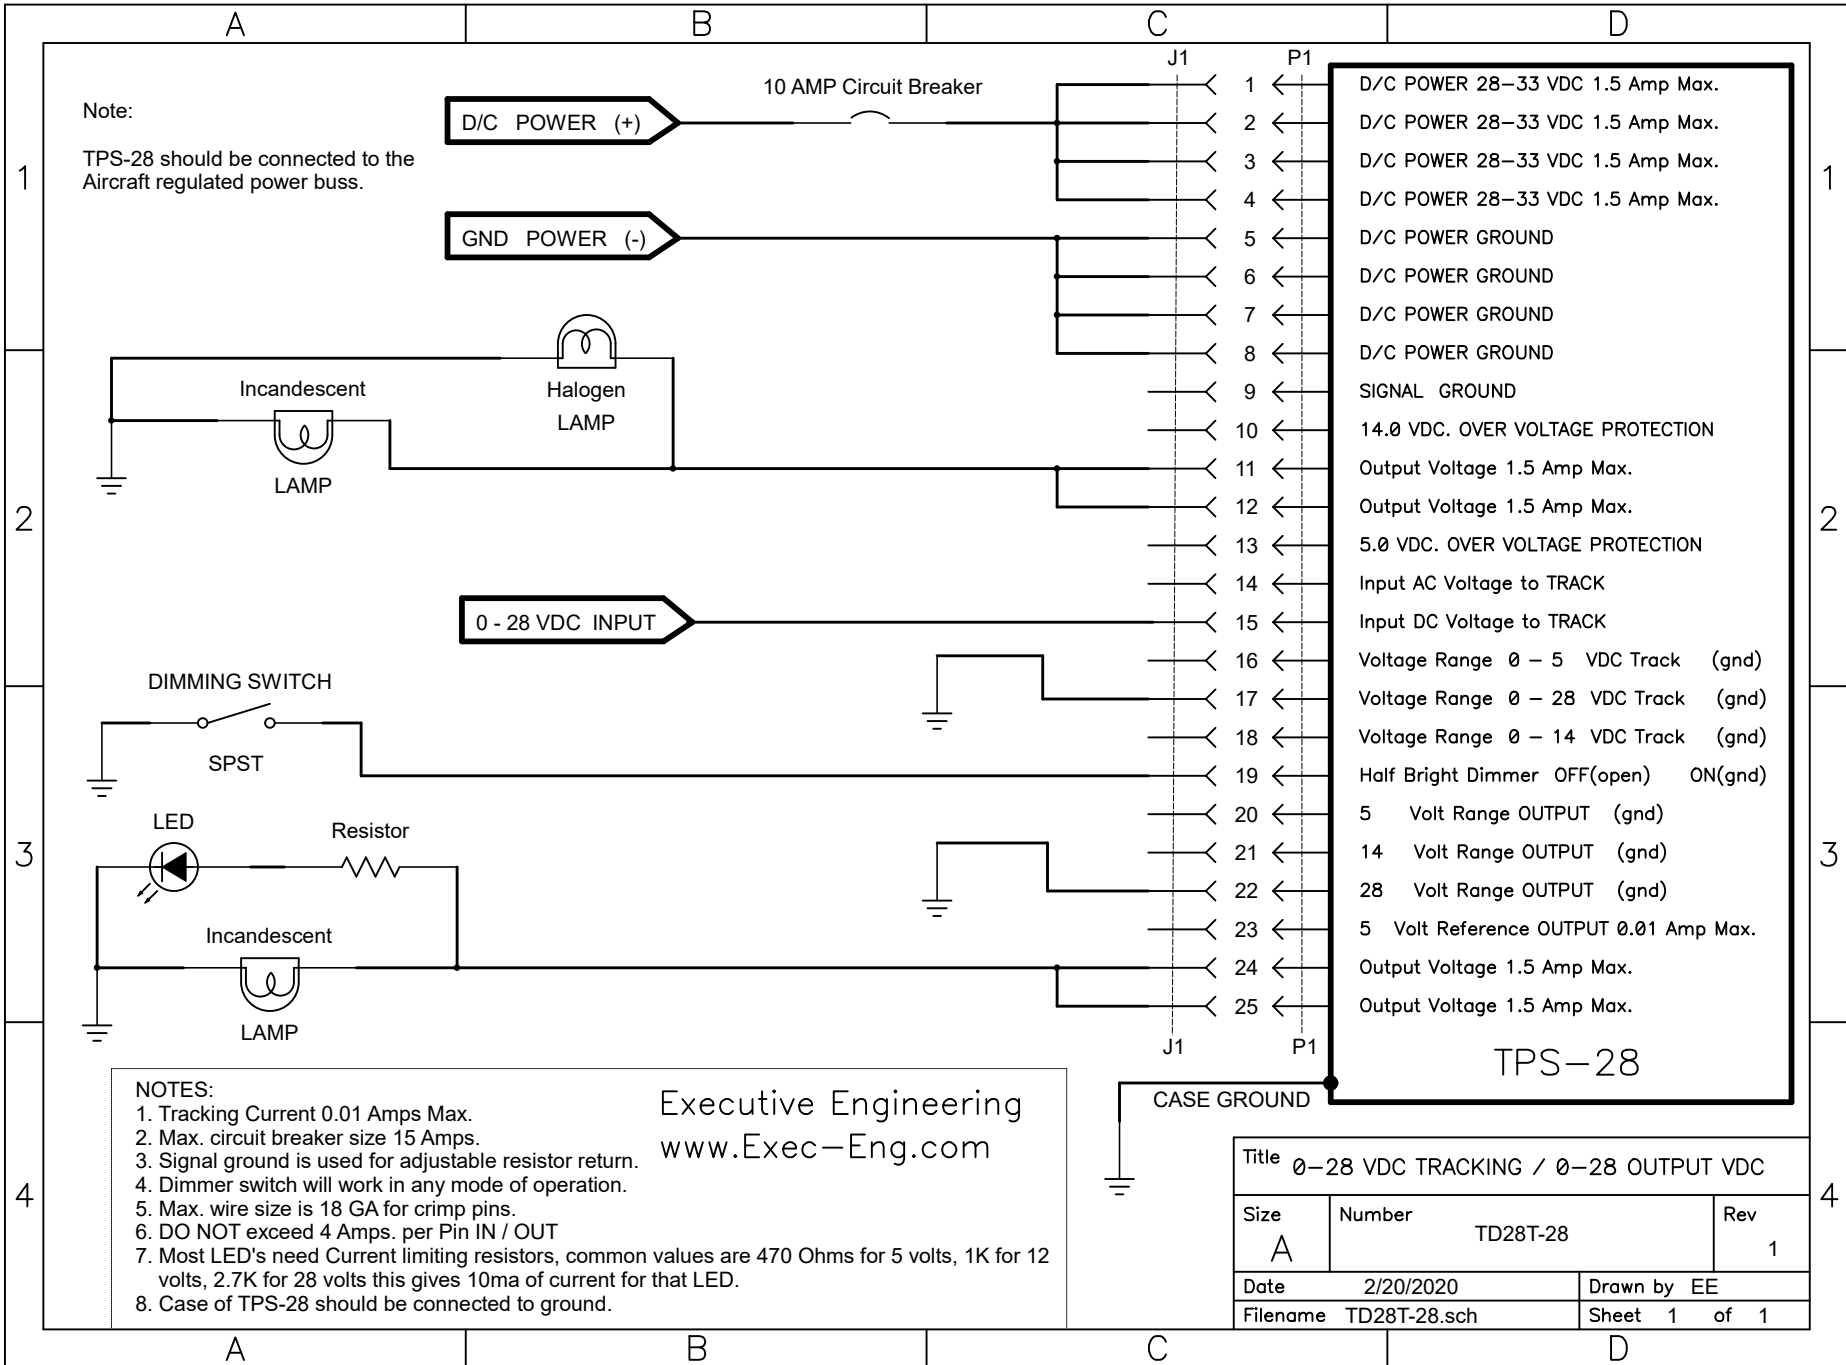 A B C D
Note:
TPS-28 should be connected to the
Aircraft regulated power buss.
D/C POWER (+)
10 AMP Circuit Breaker
GND POWER (-)
Halogen
LAMP
Incandescent
LAMP
0 - 28 VDC INPUT
DIMMING SWITCH
SPST
LED
Resistor
Incandescent
LAMP
J1 P1
1 D/C POWER 28-33 VDC 1.5 Amp Max.
2 D/C POWER 28-33 VDC 1.5 Amp Max.
3 D/C POWER 28-33 VDC 1.5 Amp Max.
4 D/C POWER 28-33 VDC 1.5 Amp Max.
5 D/C POWER GROUND
6 D/C POWER GROUND
7 D/C POWER GROUND
8 D/C POWER GROUND
9 SIGNAL GROUND
10 14.0 VDC. OVER VOLTAGE PROTECTION
11 Output Voltage 1.5 Amp Max.
12 Output Voltage 1.5 Amp Max.
13 5.0 VDC. OVER VOLTAGE PROTECTION
14 Input AC Voltage to TRACK
15 Input DC Voltage to TRACK
16 Voltage Range 0 - 5 VDC Track (gnd)
17 Voltage Range 0 - 28 VDC Track (gnd)
18 Voltage Range 0 - 14 VDC Track (gnd)
19 Half Bright Dimmer OFF(open) ON(gnd)
20 5 Volt Range OUTPUT (gnd)
21 14 Volt Range OUTPUT (gnd)
22 28 Volt Range OUTPUT (gnd)
23 5 Volt Reference OUTPUT 0.01 Amp Max.
24 Output Voltage 1.5 Amp Max.
25 Output Voltage 1.5 Amp Max.
J1 P1
TPS-28
CASE GROUND
1 1
2 2
3 3
4 4
NOTES:
1. Tracking Current 0.01 Amps Max.
2. Max. circuit breaker size 15 Amps.
3. Signal ground is used for adjustable resistor return.
4. Dimmer switch will work in any mode of operation.
5. Max. wire size is 18 GA for crimp pins.
6. DO NOT exceed 4 Amps. per Pin IN / OUT
7. Most LED's need Current limiting resistors, common values are 470 Ohms for 5 volts, 1K for 12
volts, 2.7K for 28 volts this gives 10ma of current for that LED.
8. Case of TPS-28 should be connected to ground.
Executive Engineering
www.Exec-Eng.com
Title 0-28 VDC TRACKING / 0-28 OUTPUT VDC
Size A
Number TD28T-28
Rev 1
Date 2/20/2020
Drawn by EE
Filename TD28T-28.sch
Sheet 1 of 1
A B C D